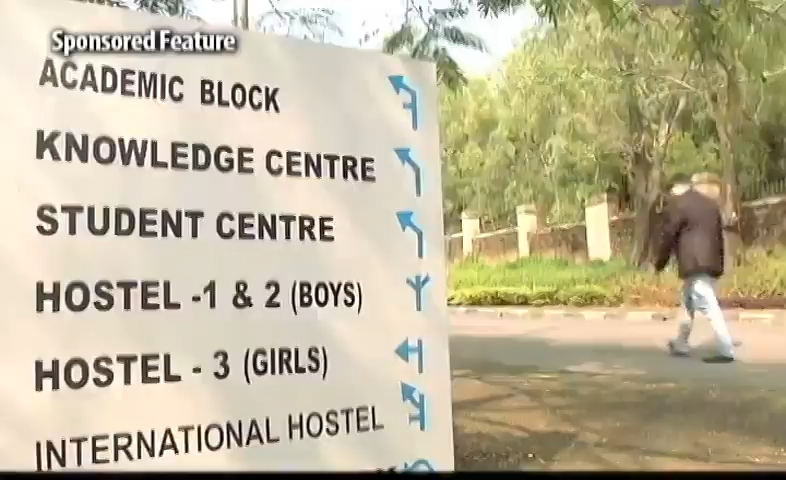 Sponsored Feature
ACADEMIC BLOCK
KNOWLEDGE CENTRE
STUDENT CENTRE
HOSTEL -1 & 2 (BOYS)
HOSTEL - 3 (GIRLS)
INTERNATIONAL HOSTEL